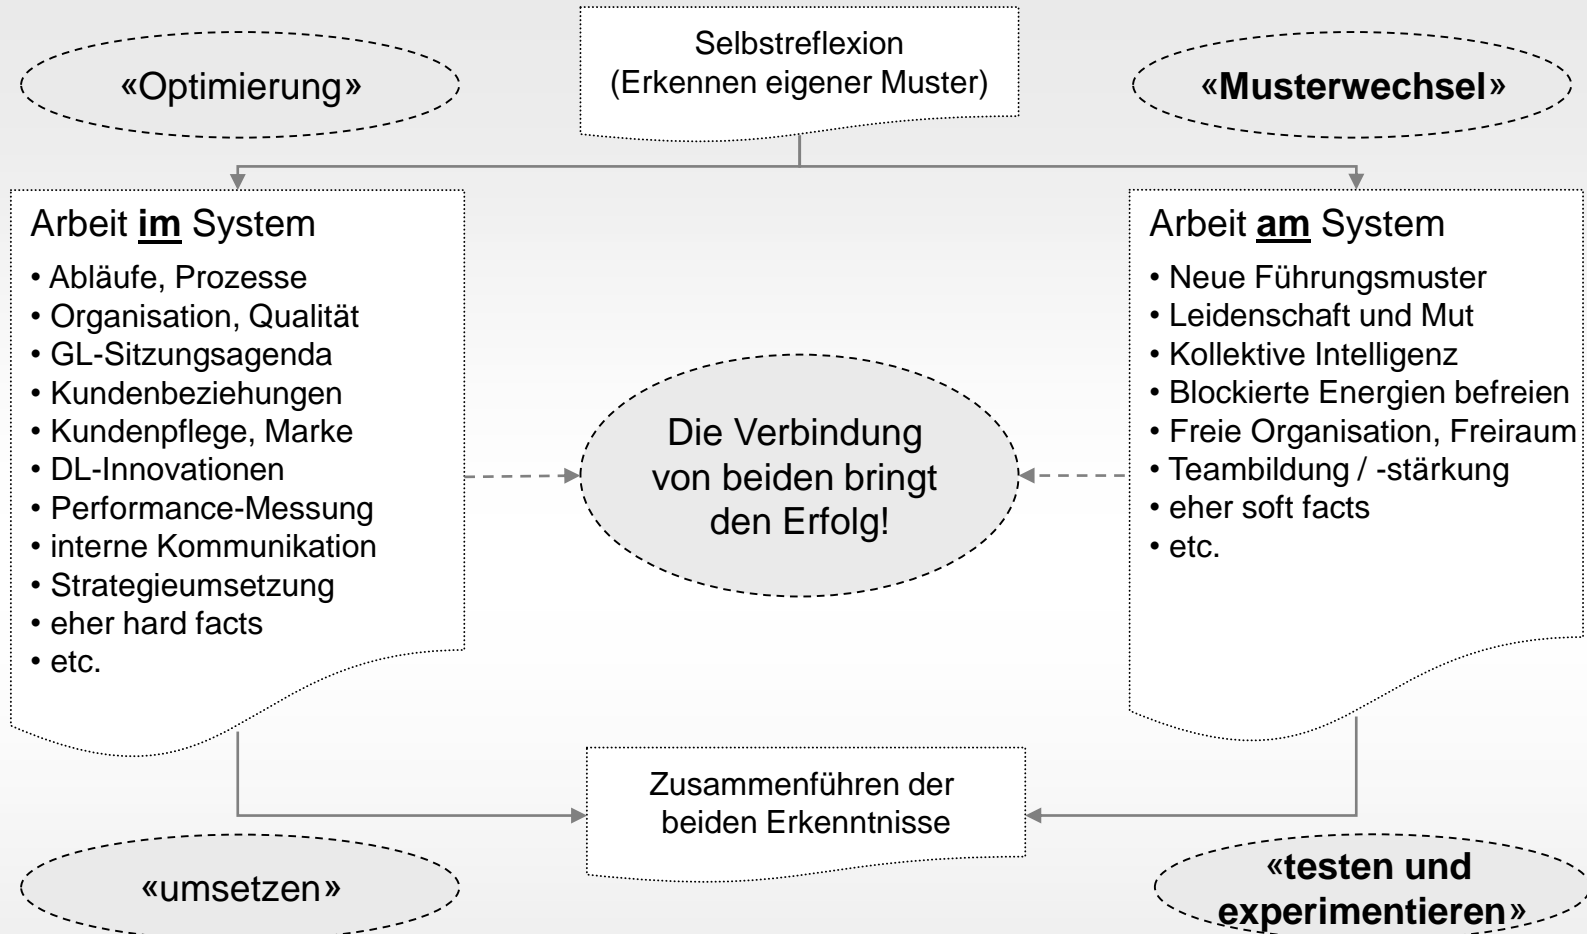 Selbstreflexion
(Erkennen eigener Muster)
«Optimierung»
«Musterwechsel»
Arbeit im System
• Abläufe, Prozesse
• Organisation, Qualität
• GL-Sitzungsagenda
• Kundenbeziehungen
• Kundenpflege, Marke
• DL-Innovationen
• Performance-Messung
• interne Kommunikation
• Strategieumsetzung
• eher hard facts
• etc.
Die Verbindung
von beiden bringt
den Erfolg!
Arbeit am System
• Neue Führungsmuster
• Leidenschaft und Mut
• Kollektive Intelligenz
• Blockierte Energien befreien
• Freie Organisation, Freiraum
• Teambildung / -stärkung
• eher soft facts
• etc.
Zusammenführen der
beiden Erkenntnisse
«umsetzen»
«testen und
experimentieren»